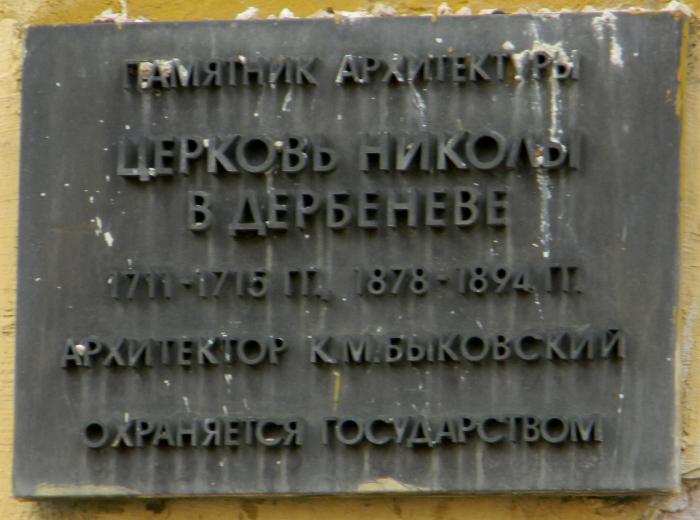 ПАМЯТНИК АРХИТЕКТУРЫ
ЦЕРКОВЬ НИКОЛЫ
В ДЕРБЕНЕВЕ
1711-1715 ГГ., 1878-1894 ГГ.
АРХИТЕКТОР К.М.БЫКОВСКИЙ
ОХРАНЯЕТСЯ ГОСУДАРСТВОМ